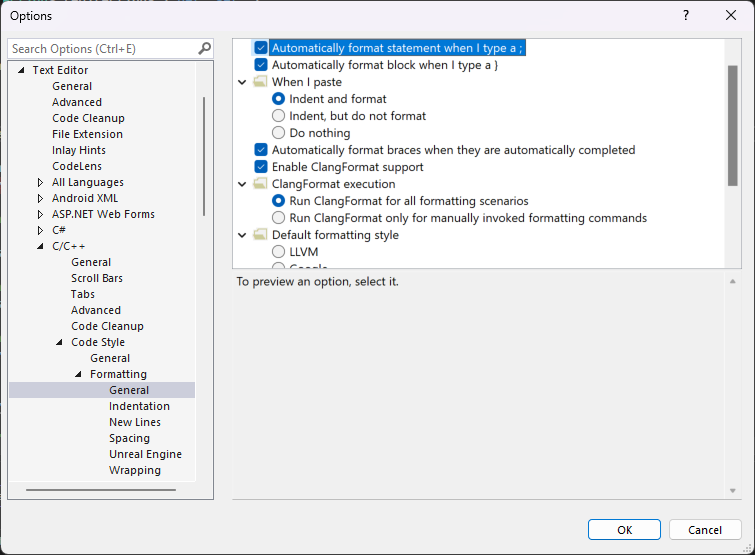 Options
?
Search Options (Ctrl+E)
Text Editor
General
Advanced
Code Cleanup
File Extension
Inlay Hints
CodeLens
All Languages
Android XML
ASP.NET Web Forms
C#
C/C++
General
Scroll Bars
Tabs
Advanced
Code Cleanup
Code Style
General
Formatting
General
Indentation
New Lines
Spacing
Unreal Engine
Wrapping
Automatically format statement when I type a ;
Automatically format block when I type a }
When I paste
Indent and format
Indent, but do not format
Do nothing
Automatically format braces when they are automatically completed
Enable ClangFormat support
ClangFormat execution
Run ClangFormat for all formatting scenarios
Run ClangFormat only for manually invoked formatting commands
Default formatting style
LLVM
Google
To preview an option, select it.
OK
Cancel